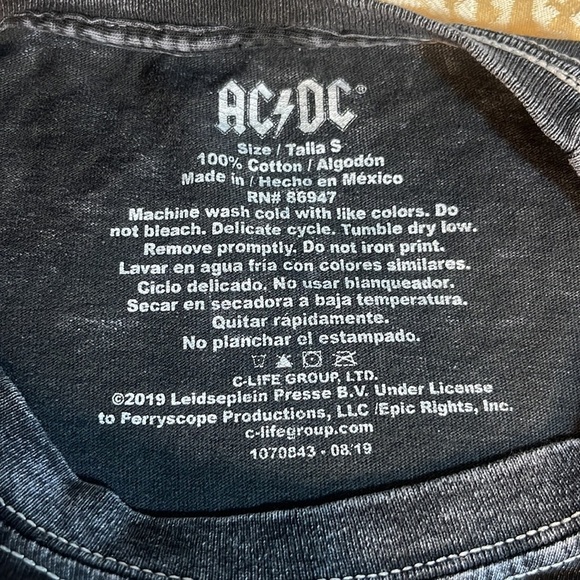 AC⚡DC®
Size / Talla S
100% Cotton / Algodón
Made in / Hecho en México
RN# 86947
Machine wash cold with like colors. Do
not bleach. Delicate cycle. Tumble dry low.
Remove promptly. Do not iron print.
Lavar en agua fría con colores similares.
Ciclo delicado. No usar blanqueador.
Secar en secadora a baja temperatura.
Quitar rápidamente.
No planchar el estampado.
C-LIFE GROUP, LTD.
©2019 Leidseplein Presse B.V. Under License
to Perryscope Productions, LLC /Epic Rights, Inc.
c-lifegroup.com
1070843 • 08/19